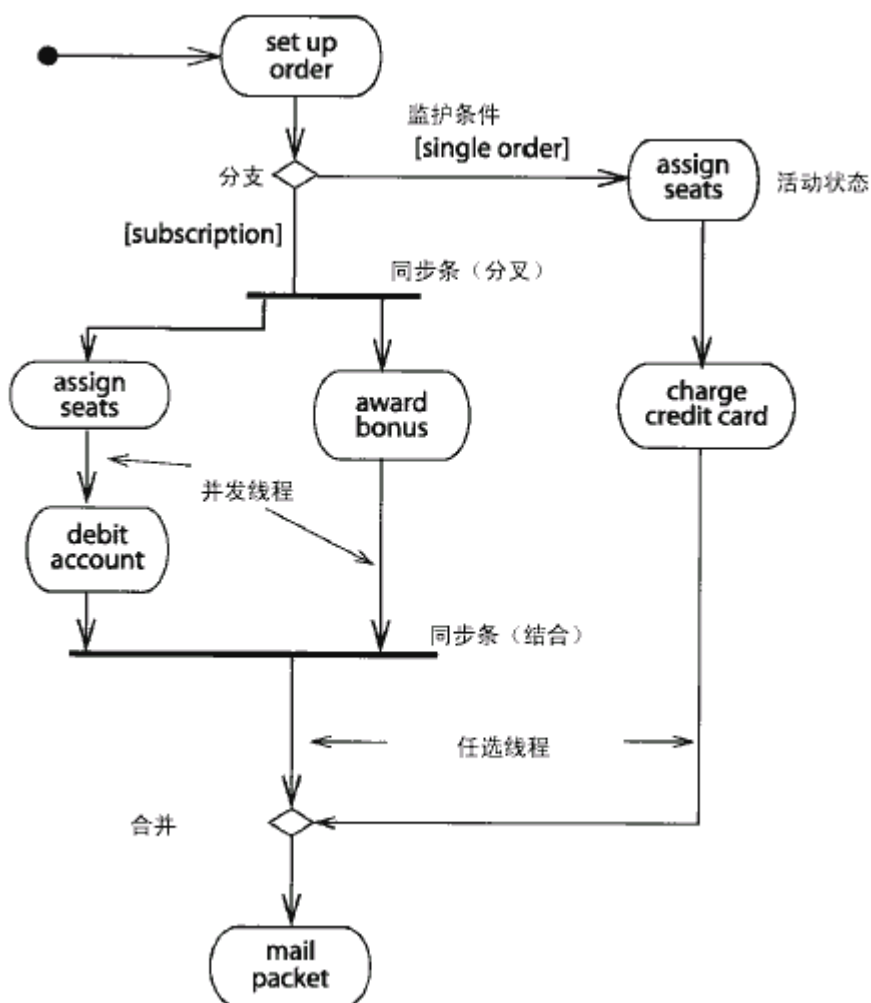 set up
order
监护条件
[single order]
分支
assign
seats
活动状态
[subscription]
同步条（分叉）
assign
seats
award
bonus
charge
credit card
并发线程
debit
account
同步条（结合）
任选线程
合并
mail
packet